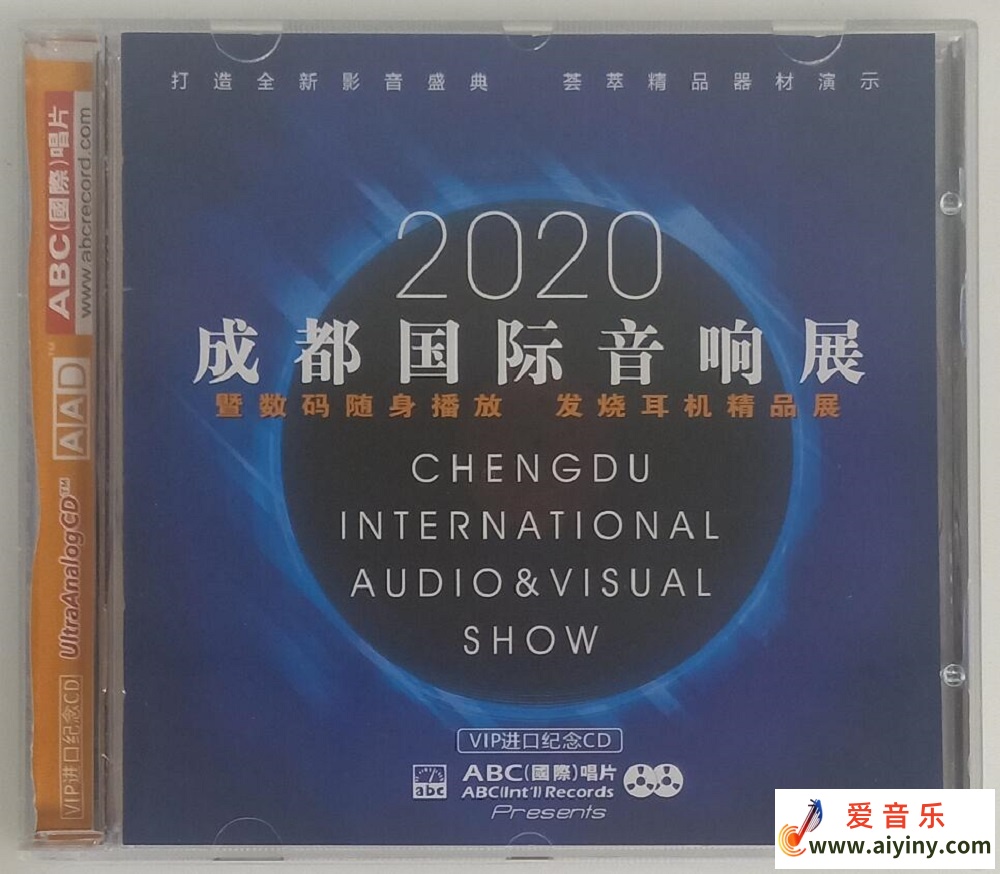 打造全新影音盛典 荟萃精品器材演示
2020
成都国际音响展
暨数码随身播放 发烧耳机精品展
CHENGDU
INTERNATIONAL
AUDIO&VISUAL
SHOW
VIP进口纪念CD
abc
ABC(國際)唱片
ABC(Int'l) Records
Presents
ABC(國際)唱片
www.abcrecord.com
AAD™
UltraAnalogCD™
VIP进口纪念CD
爱音乐
www.aiyiny.com